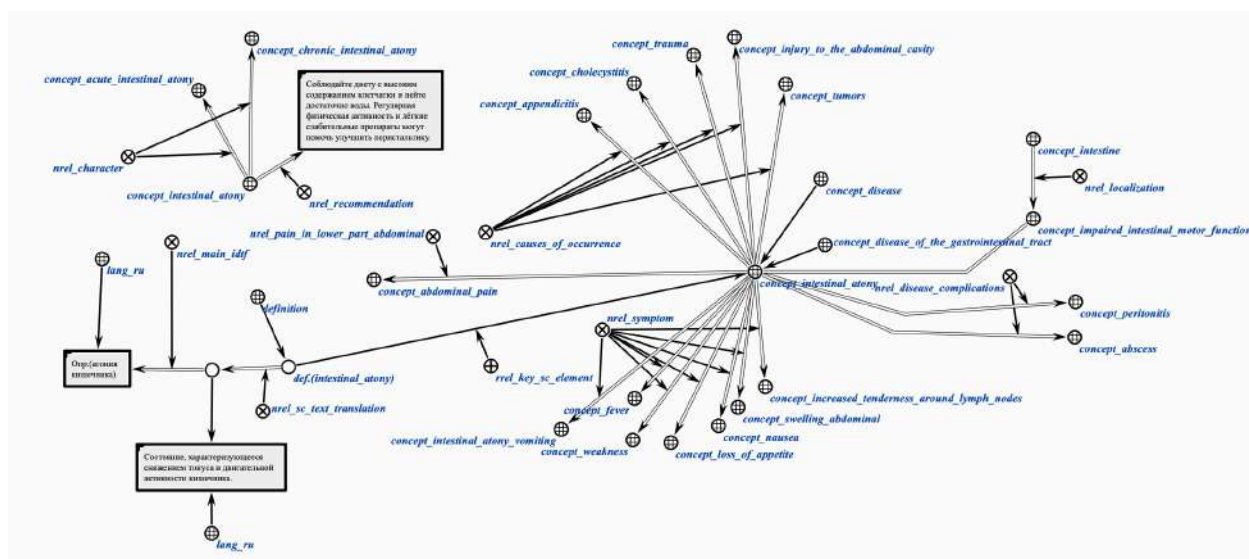 concept_chronic_intestinal_atony
concept_acute_intestinal_atony
Соблюдайте диету с высоким
содержанием клетчатки и пейте
достаточно воды. Регулярная
физическая активность и лёгкие
слабительные препараты могут
помочь улучшить перистальтику.
nrel_character
concept_intestinal_atony
nrel_recommendation
concept_trauma
concept_injury_to_the_abdominal_cavity
concept_cholecystitis
concept_tumors
concept_appendicitis
concept_intestine
concept_disease
nrel_localization
nrel_pain_in_lower_part_abdominal
nrel_causes_of_occurrence
concept_impaired_intestinal_motor_function
concept_disease_of_the_gastrointestinal_tract
nrel_main_idtf
lang_ru
concept_abdominal_pain
concept_intestinal_atony
nrel_disease_complications
definition
nrel_symptom
concept_peritonitis
concept_abscess
Опр.(атония
кишечника)
def.(intestinal_atony)
rrel_key_sc_element
nrel_sc_text_translation
concept_increased_tenderness_around_lymph_nodes
concept_fever
concept_swelling_abdominal
concept_nausea
concept_intestinal_atony_vomiting
concept_weakness
concept_loss_of_appetite
Состояние, характеризующееся
снижением тонуса и двигательной
активности кишечника.
lang_ru